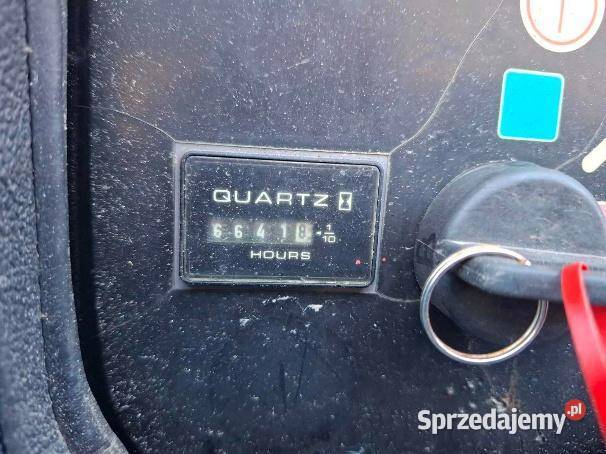 QUARTZ
66418 1/10
HOURS
Sprzedajemy.pl